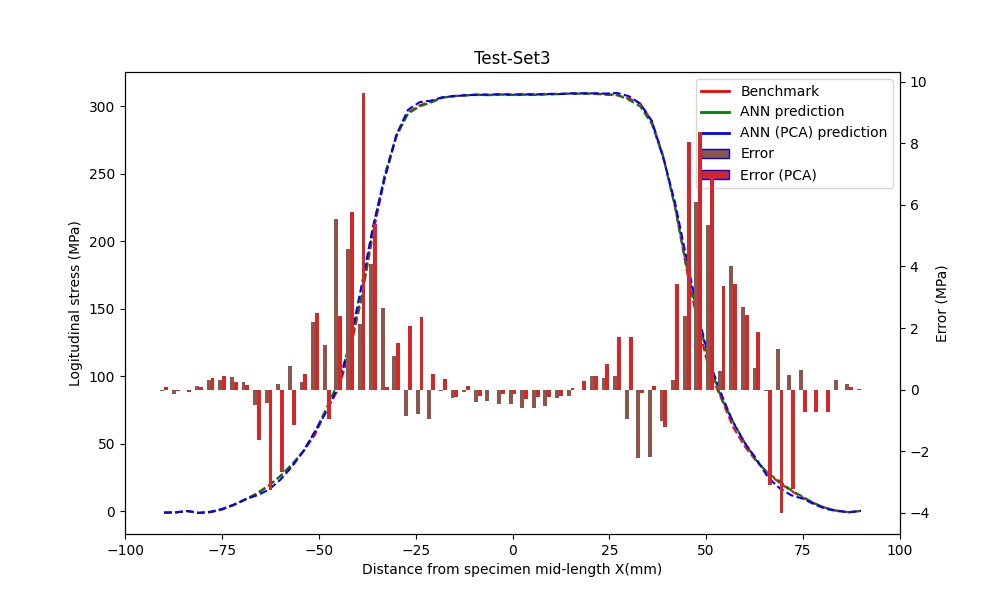 Test-Set3
Benchmark
ANN prediction
ANN (PCA) prediction
Error
Error (PCA)
Logitudinal stress (MPa)
300
250
200
150
100
50
0
10
8
6
4
2
0
−2
−4
Error (MPa)
−100 −75 −50 −25 0 25 50 75 100
Distance from specimen mid-length X(mm)